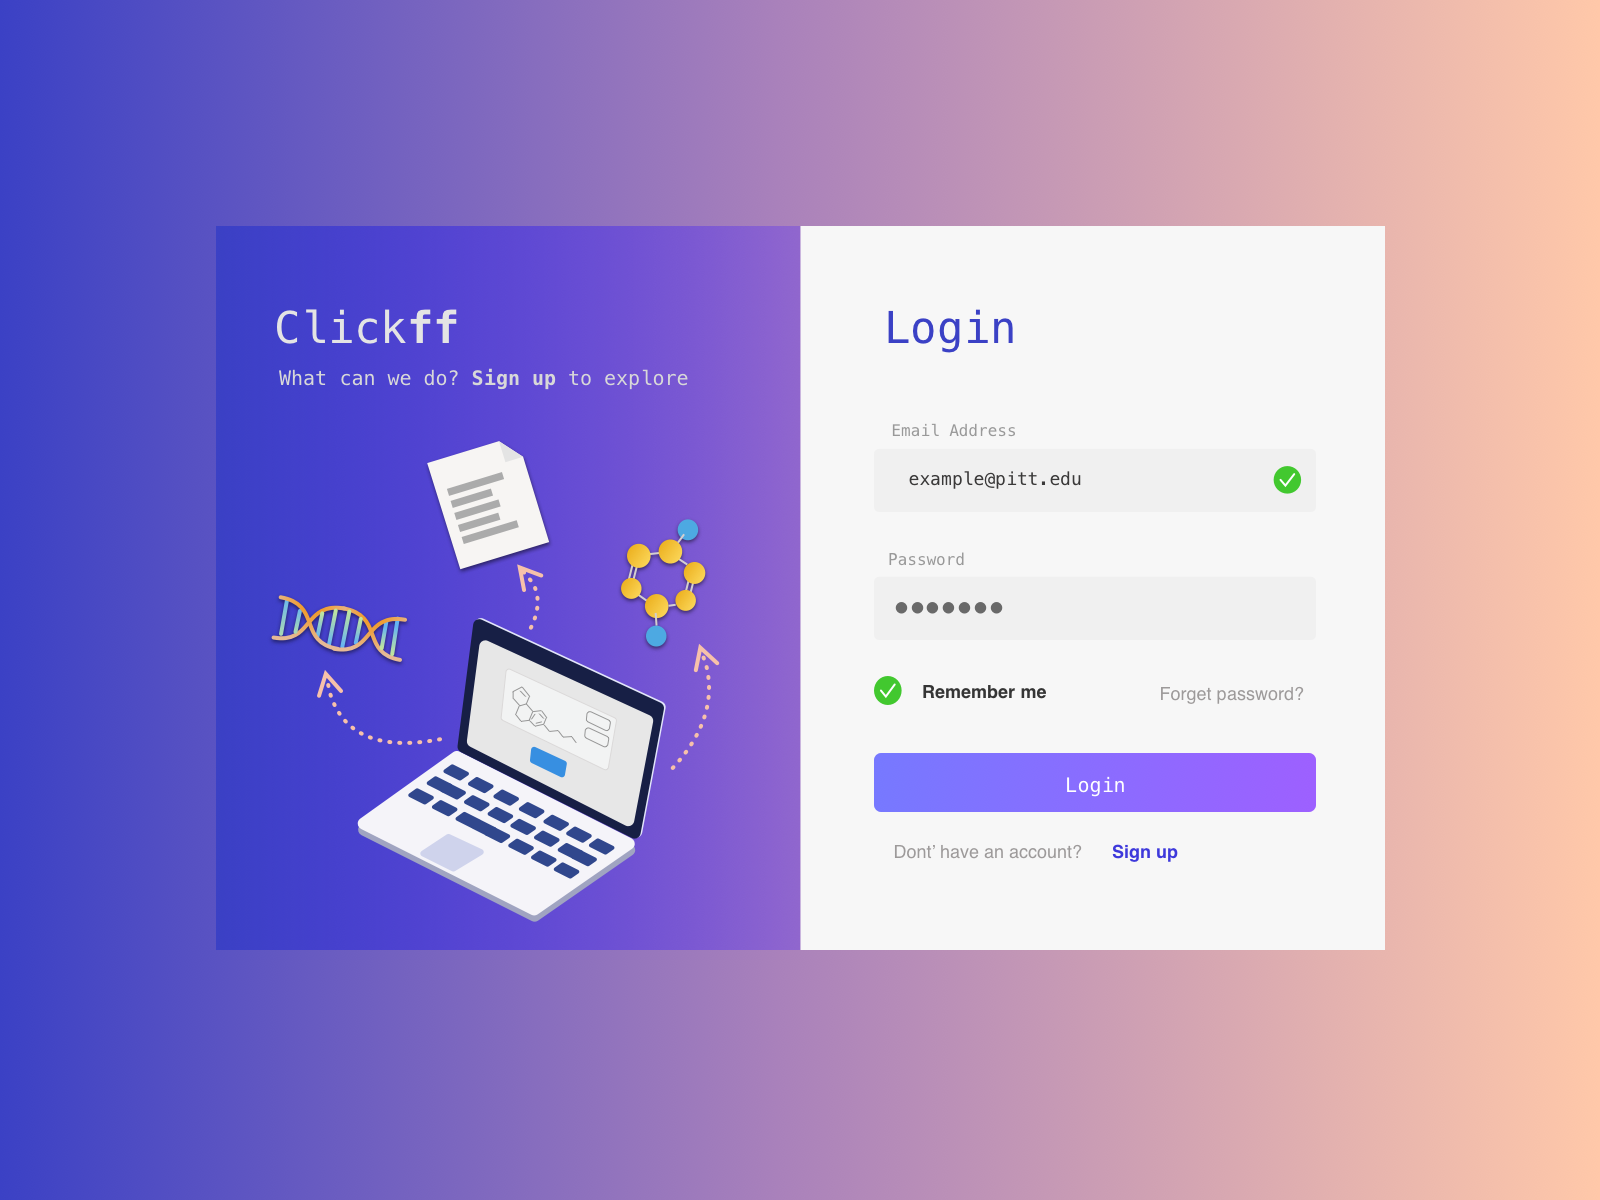 Clickff
What can we do? Sign up to explore
Login
Email Address
example@pitt.edu
Password
●●●●●●●
Remember me
Forget password?
Login
Dont’ have an account? Sign up